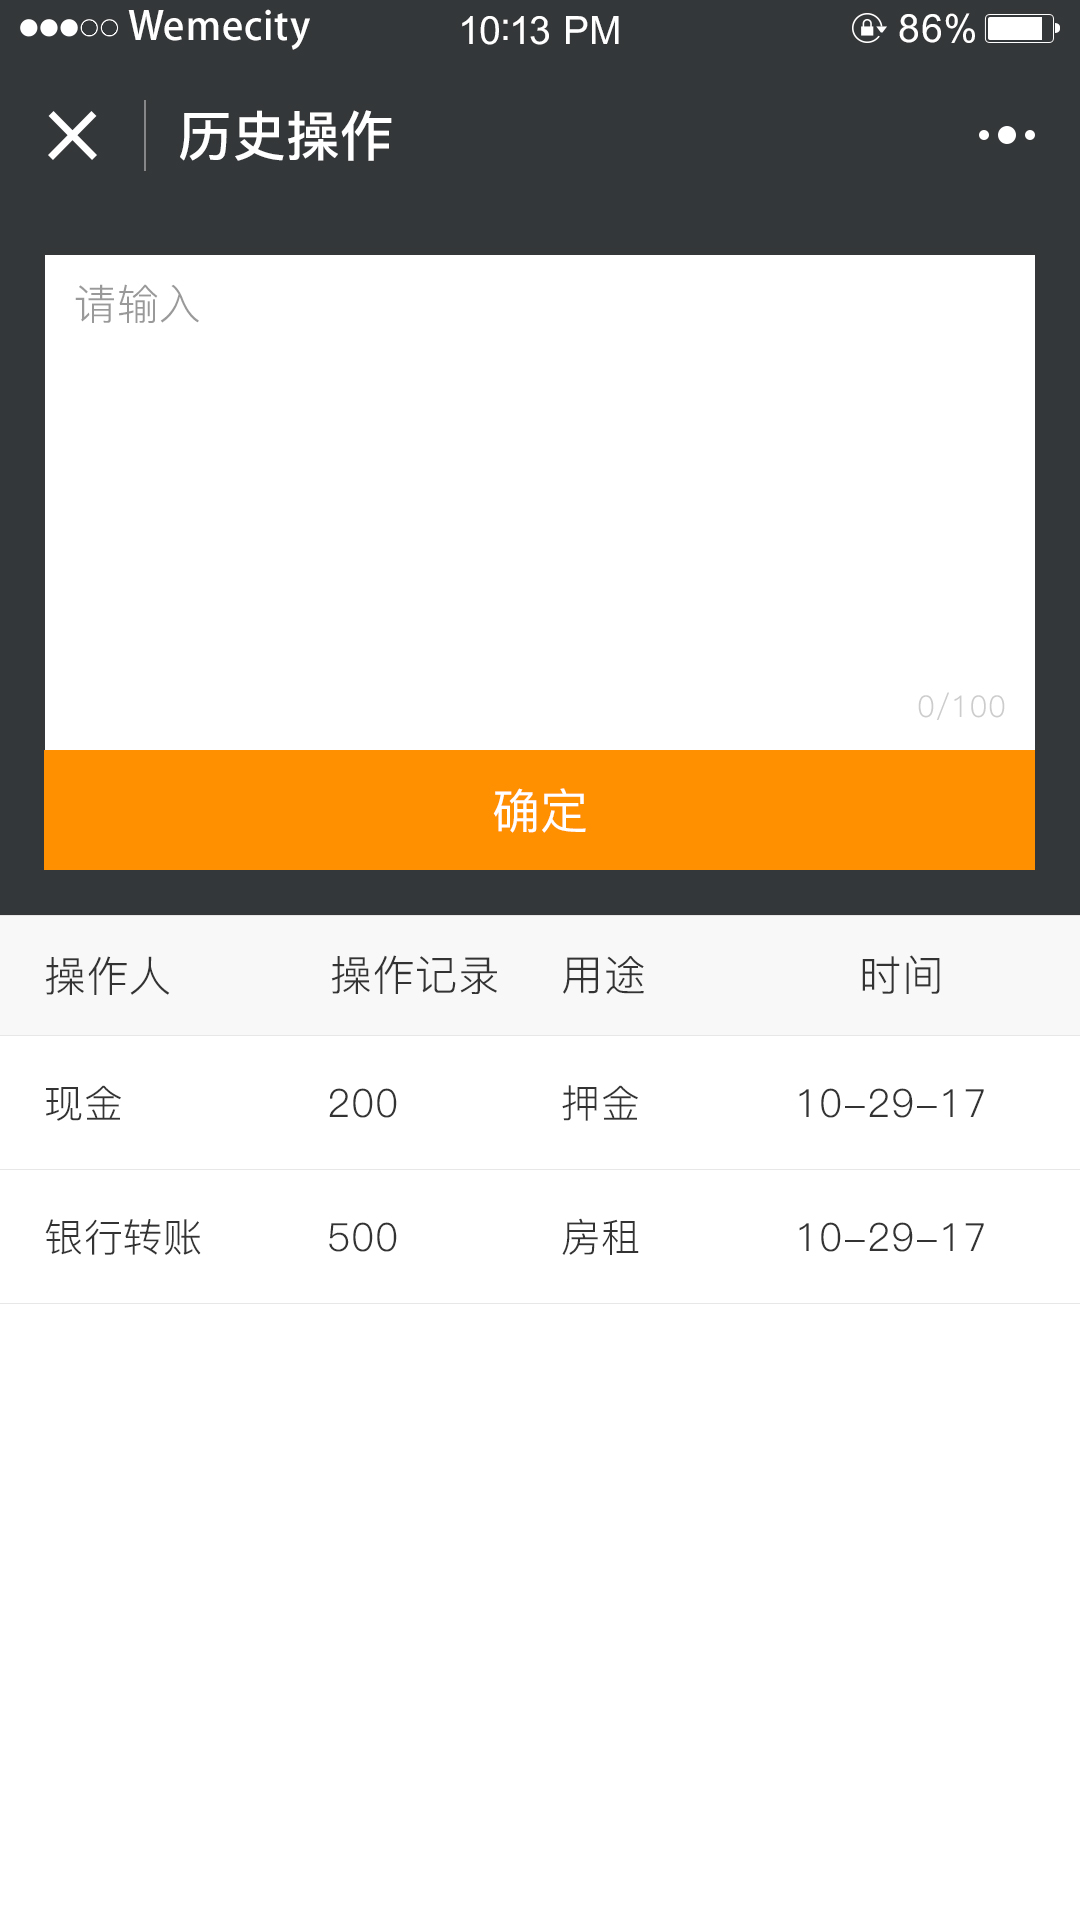 Wemecity 10:13 PM 86%
历史操作
请输入
0/100
确定
操作人 操作记录 用途 时间
现金 200 押金 10-29-17
银行转账 500 房租 10-29-17